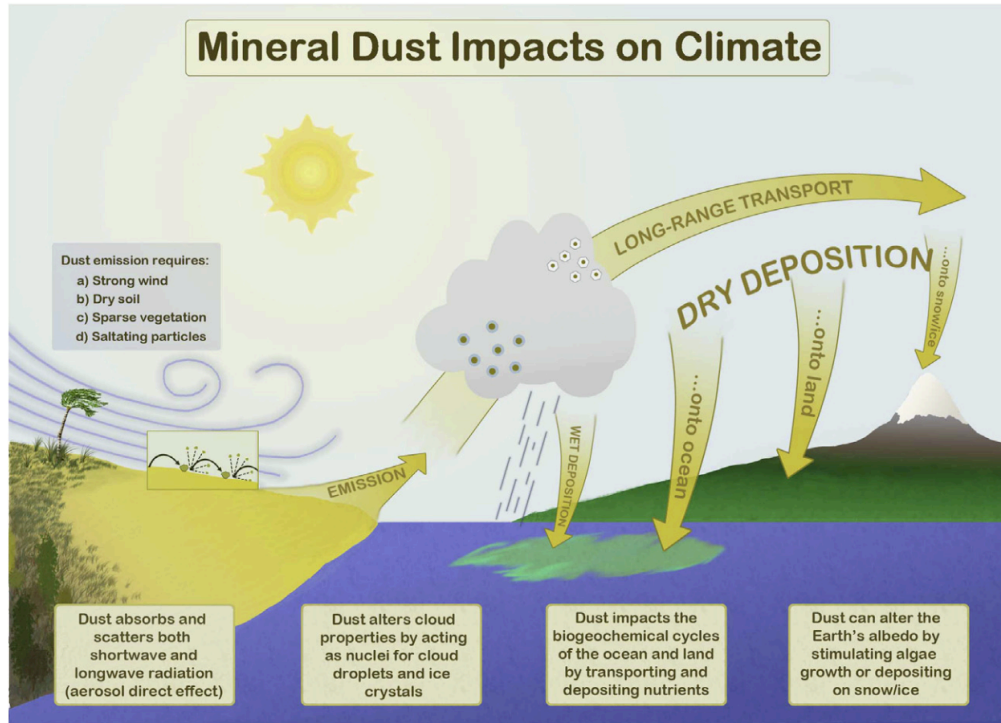 Mineral Dust Impacts on Climate
Dust emission requires:
a) Strong wind
b) Dry soil
c) Sparse vegetation
d) Saltating particles
EMISSION
LONG-RANGE TRANSPORT
DRY DEPOSITION
...onto snow/ice
...onto land
...onto ocean
WET DEPOSITION
Dust absorbs and
scatters both
shortwave and
longwave radiation
(aerosol direct effect)
Dust alters cloud
properties by acting
as nuclei for cloud
droplets and ice
crystals
Dust impacts the
biogeochemical cycles
of the ocean and land
by transporting and
depositing nutrients
Dust can alter the
Earth's albedo by
stimulating algae
growth or depositing
on snow/ice